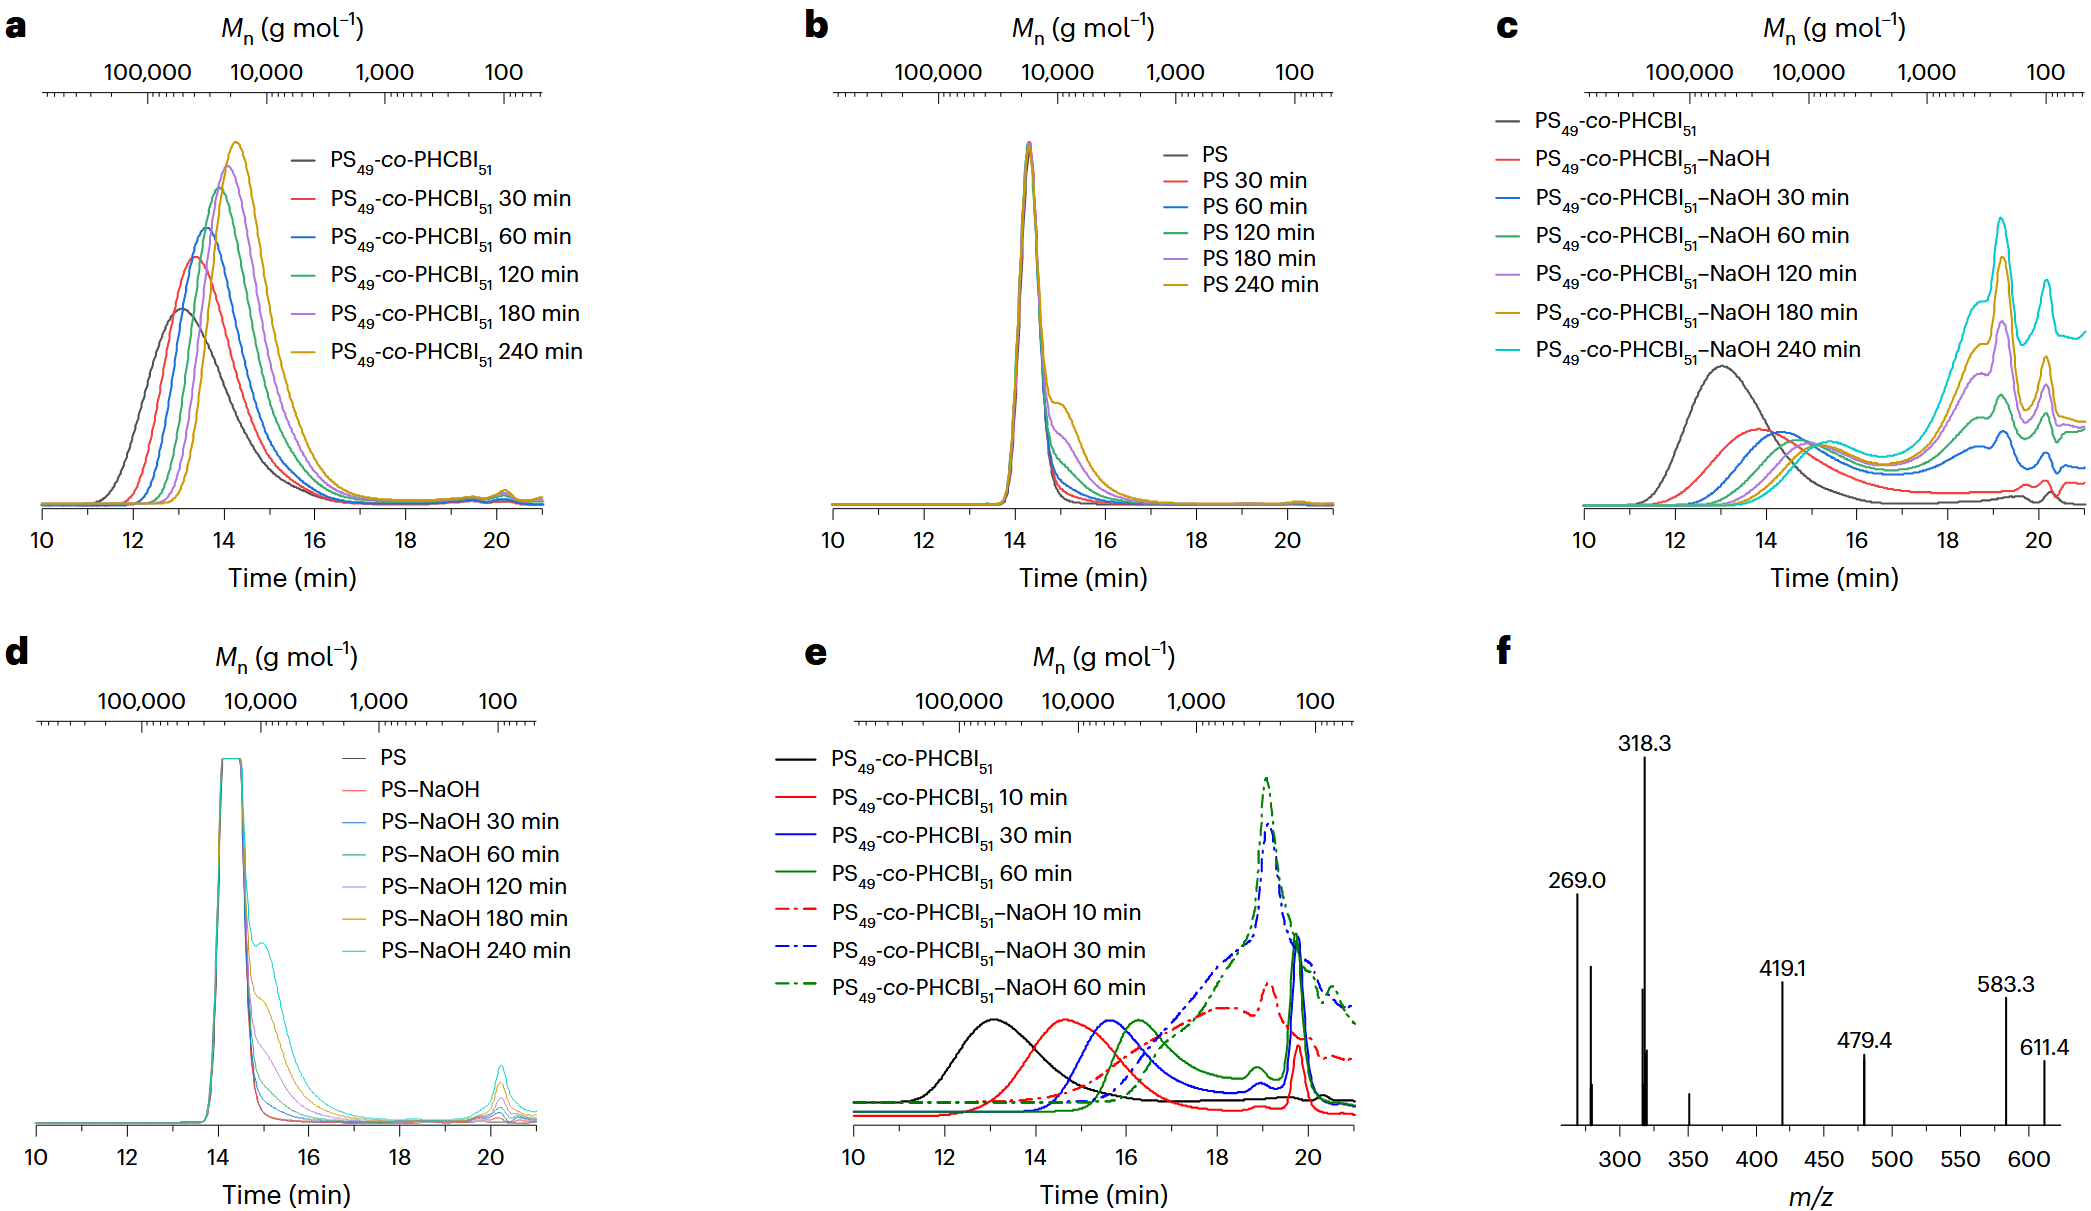 a
Mn (g mol–1)
100,000 10,000 1,000 100
PS49-co-PHCBI51
PS49-co-PHCBI51 30 min
PS49-co-PHCBI51 60 min
PS49-co-PHCBI51 120 min
PS49-co-PHCBI51 180 min
PS49-co-PHCBI51 240 min
10 12 14 16 18 20
Time (min)
b
Mn (g mol–1)
100,000 10,000 1,000 100
PS
PS 30 min
PS 60 min
PS 120 min
PS 180 min
PS 240 min
10 12 14 16 18 20
Time (min)
c
Mn (g mol–1)
100,000 10,000 1,000 100
PS49-co-PHCBI51
PS49-co-PHCBI51–NaOH
PS49-co-PHCBI51–NaOH 30 min
PS49-co-PHCBI51–NaOH 60 min
PS49-co-PHCBI51–NaOH 120 min
PS49-co-PHCBI51–NaOH 180 min
PS49-co-PHCBI51–NaOH 240 min
10 12 14 16 18 20
Time (min)
d
Mn (g mol–1)
100,000 10,000 1,000 100
PS
PS–NaOH
PS–NaOH 30 min
PS–NaOH 60 min
PS–NaOH 120 min
PS–NaOH 180 min
PS–NaOH 240 min
10 12 14 16 18 20
Time (min)
e
Mn (g mol–1)
100,000 10,000 1,000 100
PS49-co-PHCBI51
PS49-co-PHCBI51 10 min
PS49-co-PHCBI51 30 min
PS49-co-PHCBI51 60 min
PS49-co-PHCBI51–NaOH 10 min
PS49-co-PHCBI51–NaOH 30 min
PS49-co-PHCBI51–NaOH 60 min
10 12 14 16 18 20
Time (min)
f
318.3
269.0
419.1
583.3
479.4
611.4
300 350 400 450 500 550 600
m/z